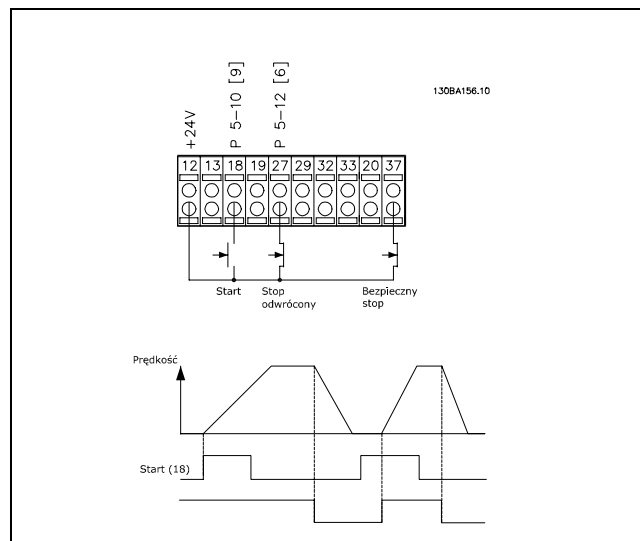 130BA156.10
+24V
P 5-10 [9]
P 5-12 [6]
12 13 18 19 27 29 32 33 20 37
Start
Stop
odwrócony
Bezpieczny
stop
Prędkość
Start (18)